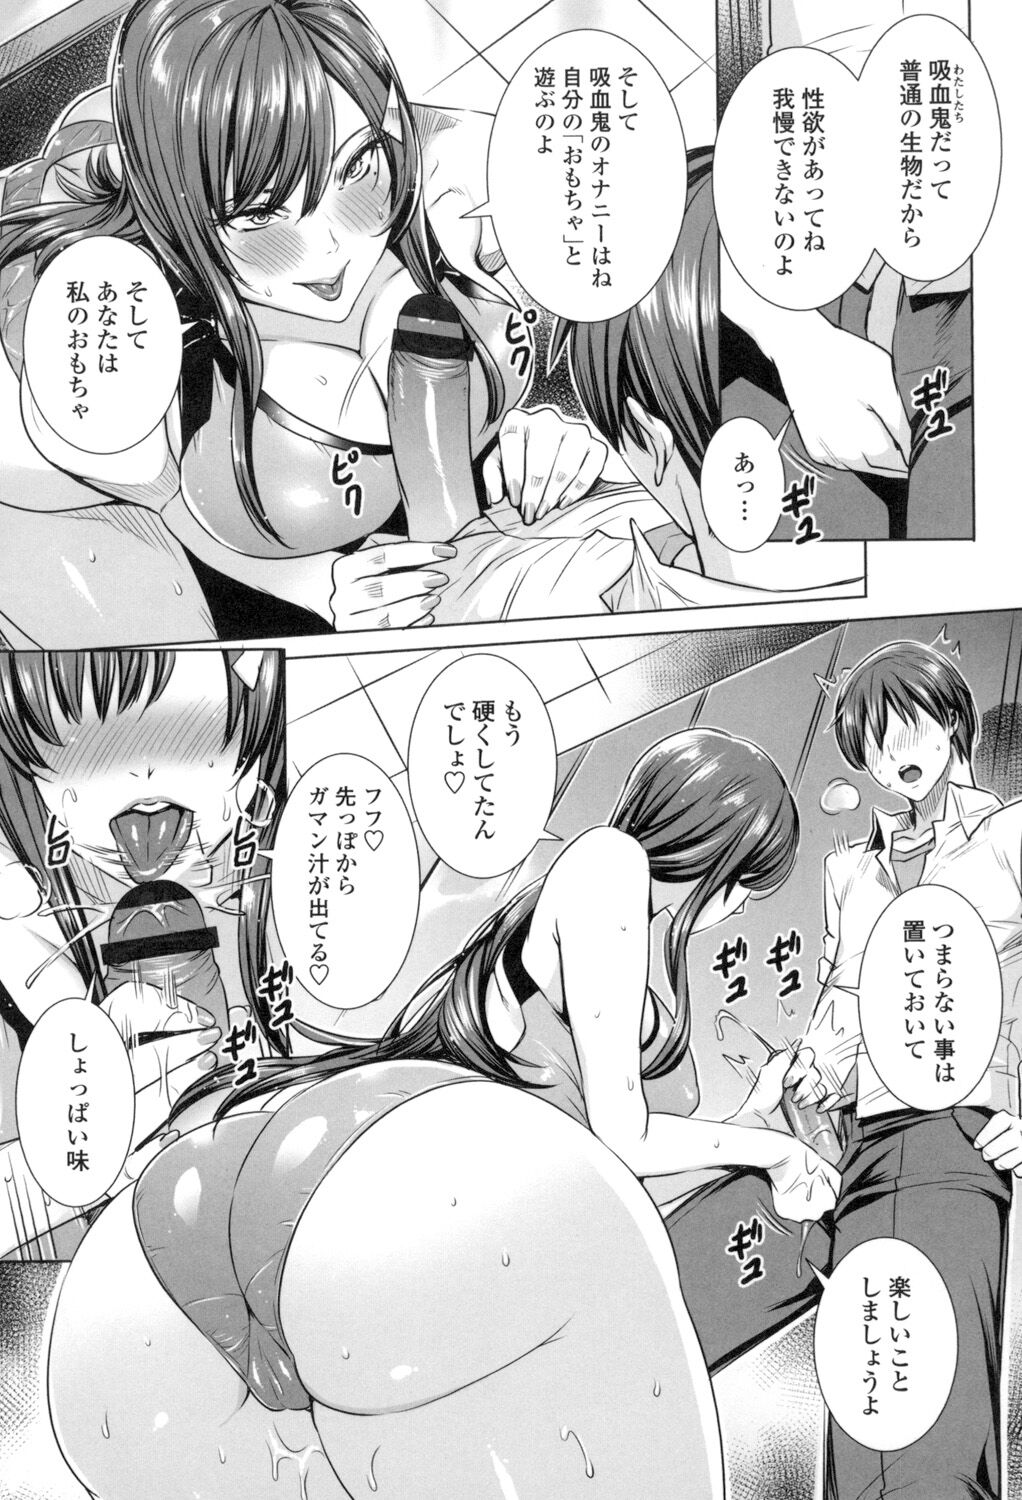 吸血鬼だって
わたしたち
普通の生物だから
性欲があってね
我慢できないのよ
ギュ
ギュ
あっ…
そして
吸血鬼のオナニーはね
自分の「おもちゃ」と
遊ぶのよ
ピク
ピク
そして
あなたは
私のおもちゃ
つまらない事は
置いておいて
楽しいこと
しましょうよ
ギュ
ギュ
ギュ
もう
硬くしてたん
でしょ♡
フフ♡
先っぽから
ガマン汁が出てる♡
レロ
レロ
ギュ
ギュ
しょっぱい味